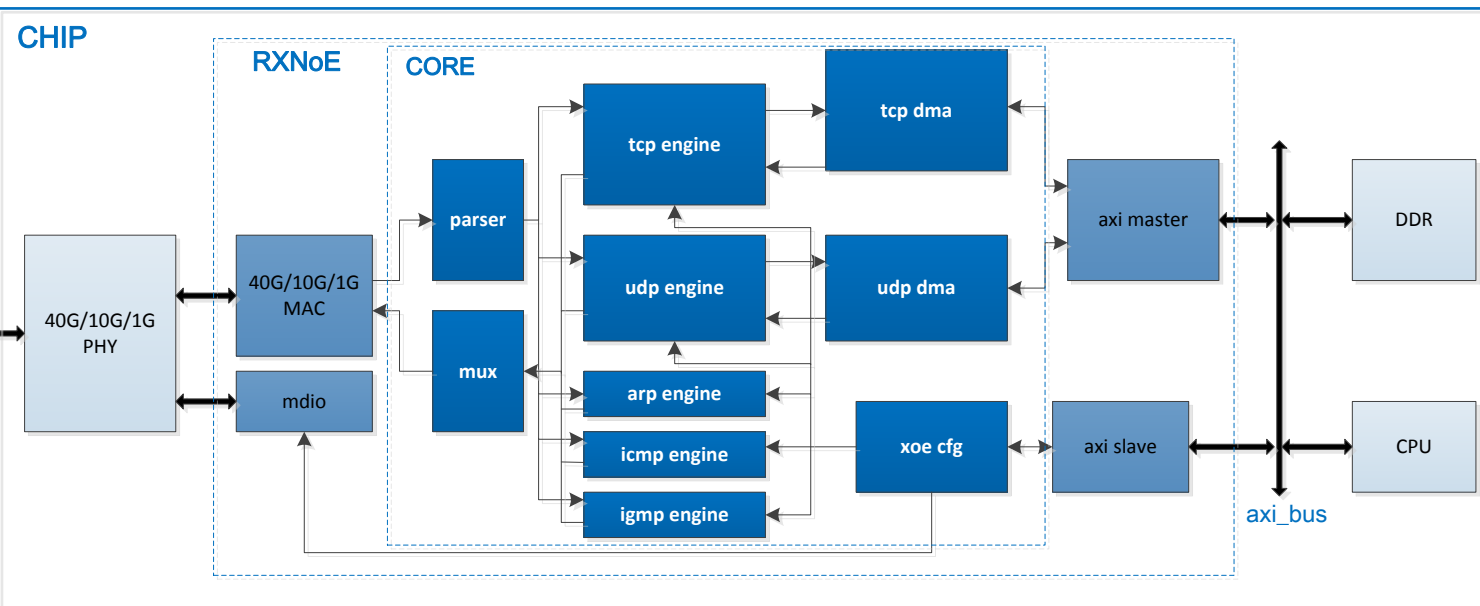 CHIP
RXNoE
CORE
tcp engine
tcp dma
parser
axi master
DDR
40G/10G/1G
PHY
40G/10G/1G
MAC
udp engine
udp dma
mux
mdio
arp engine
icmp engine
xoe cfg
axi slave
CPU
igmp engine
axi_bus